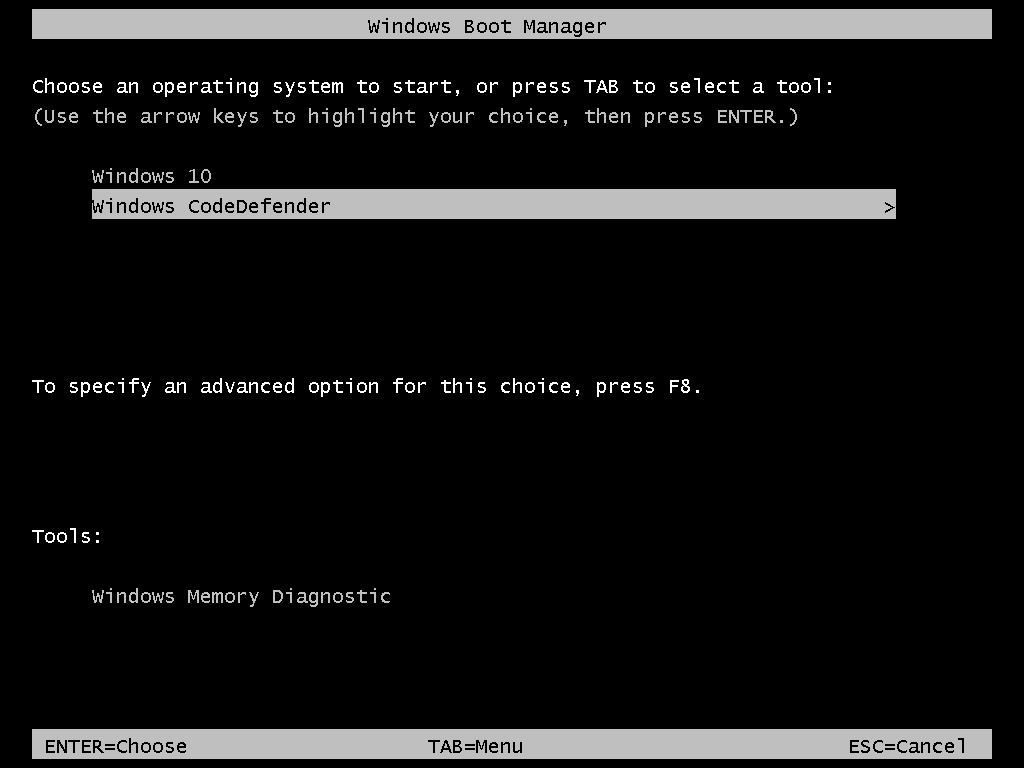 Windows Boot Manager
Choose an operating system to start, or press TAB to select a tool:
(Use the arrow keys to highlight your choice, then press ENTER.)
Windows 10
Windows CodeDefender >
To specify an advanced option for this choice, press F8.
Tools:
Windows Memory Diagnostic
ENTER=Choose TAB=Menu ESC=Cancel